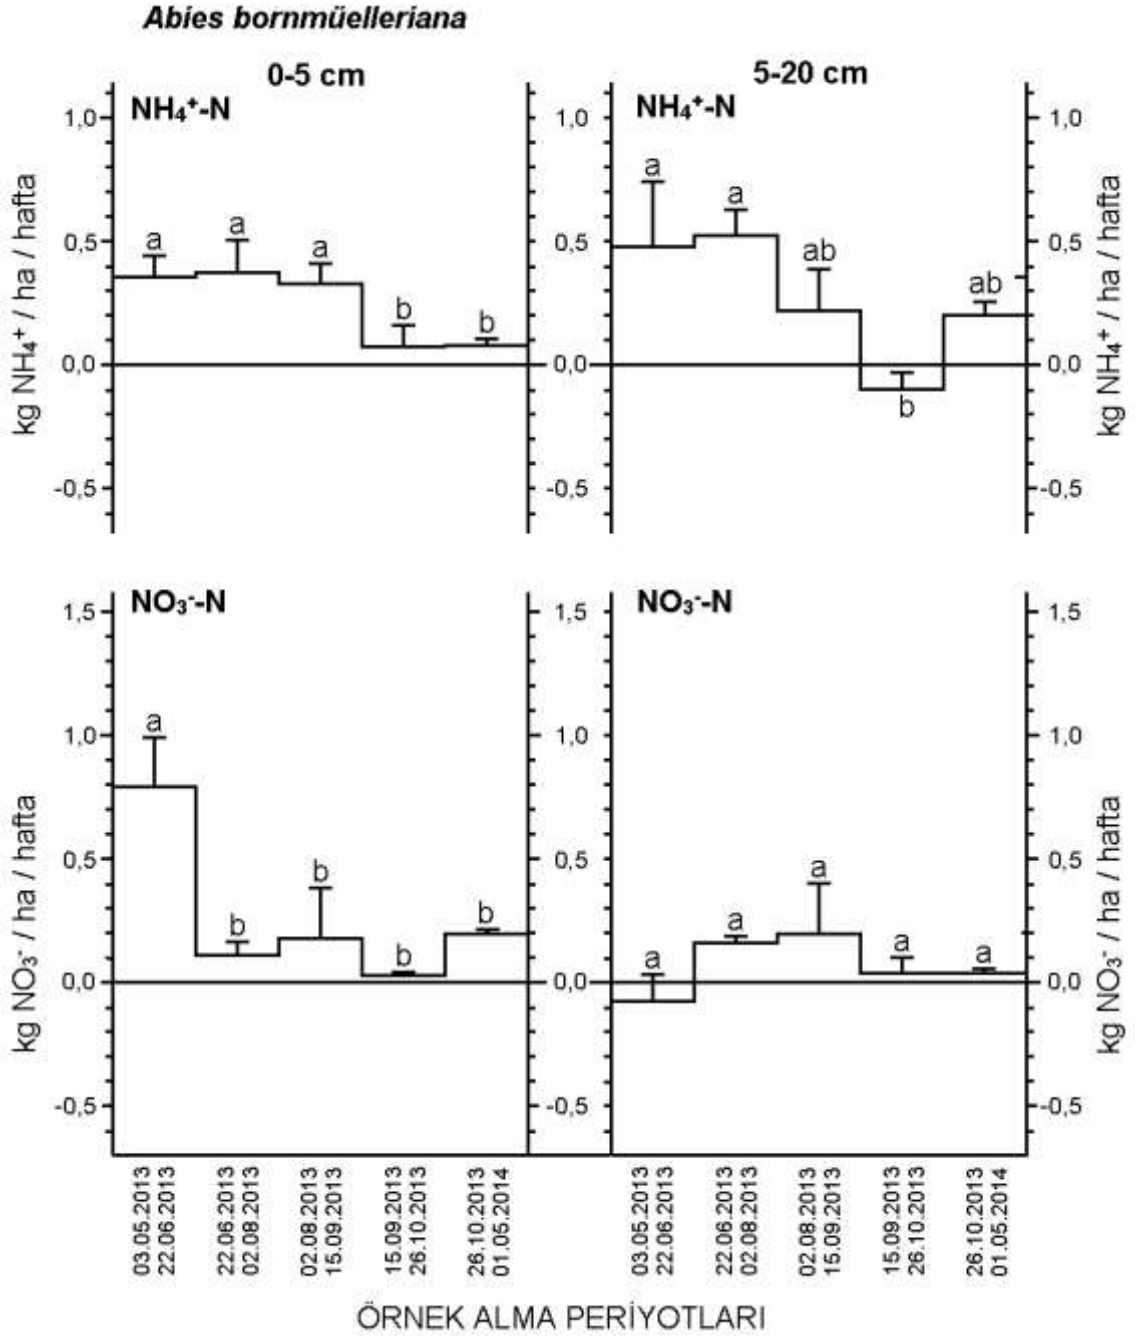 Abies bornmüelleriana
0-5 cm
5-20 cm
NH₄⁺-N
NH₄⁺-N
kg NH₄⁺ / ha / hafta
1,0
0,5
0,0
-0,5
a
a
a
b
b
1,0
0,5
0,0
-0,5
a
a
ab
b
ab
1,0
0,5
0,0
-0,5
kg NH₄⁺ / ha / hafta
NO₃⁻-N
NO₃⁻-N
kg NO₃⁻ / ha / hafta
1,5
1,0
0,5
0.0
-0,5
a
b
b
b
b
1,5
1,0
0,5
0,0
-0,5
a
a
a
a
a
1,5
1,0
0,5
0,0
-0,5
kg NO₃⁻ / ha / hafta
03.05.2013
22.06.2013
22.06.2013
02.08.2013
02.08.2013
15.09.2013
15.09.2013
26.10.2013
26.10.2013
01.05.2014
03.05.2013
22.06.2013
22.06.2013
02.08.2013
02.08.2013
15.09.2013
15.09.2013
26.10.2013
26.10.2013
01.05.2014
ÖRNEK ALMA PERİYOTLARI